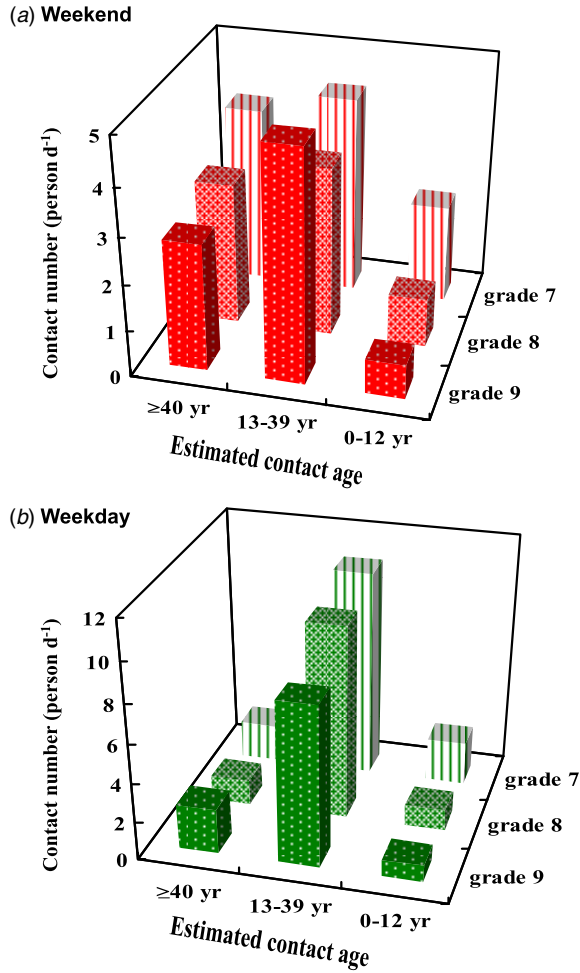 (a) Weekend
Contact number (person d⁻¹)
5
4
3
2
1
0
grade 7
grade 8
grade 9
≥40 yr
13-39 yr
0-12 yr
Estimated contact age
(b) Weekday
Contact number (person d⁻¹)
12
10
8
6
4
2
0
grade 7
grade 8
grade 9
≥40 yr
13-39 yr
0-12 yr
Estimated contact age